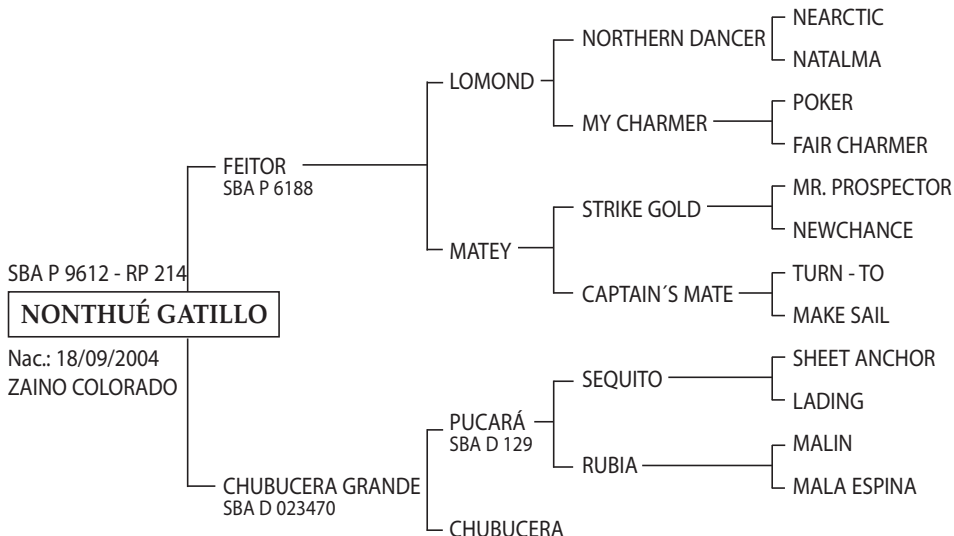 NEARCTIC
NORTHERN DANCER
NATALMA
LOMOND
POKER
MY CHARMER
FAIR CHARMER
FEITOR
SBA P 6188
MR. PROSPECTOR
STRIKE GOLD
NEWCHANCE
MATEY
SBA P 9612 - RP 214
TURN - TO
CAPTAIN´S MATE
NONTHUÉ GATILLO
MAKE SAIL
Nac.: 18/09/2004
ZAINO COLORADO
SHEET ANCHOR
SEQUITO
LADING
PUCARÁ
SBA D 129
MALIN
RUBIA
MALA ESPINA
CHUBUCERA GRANDE
SBA D 023470
CHUBUCERA